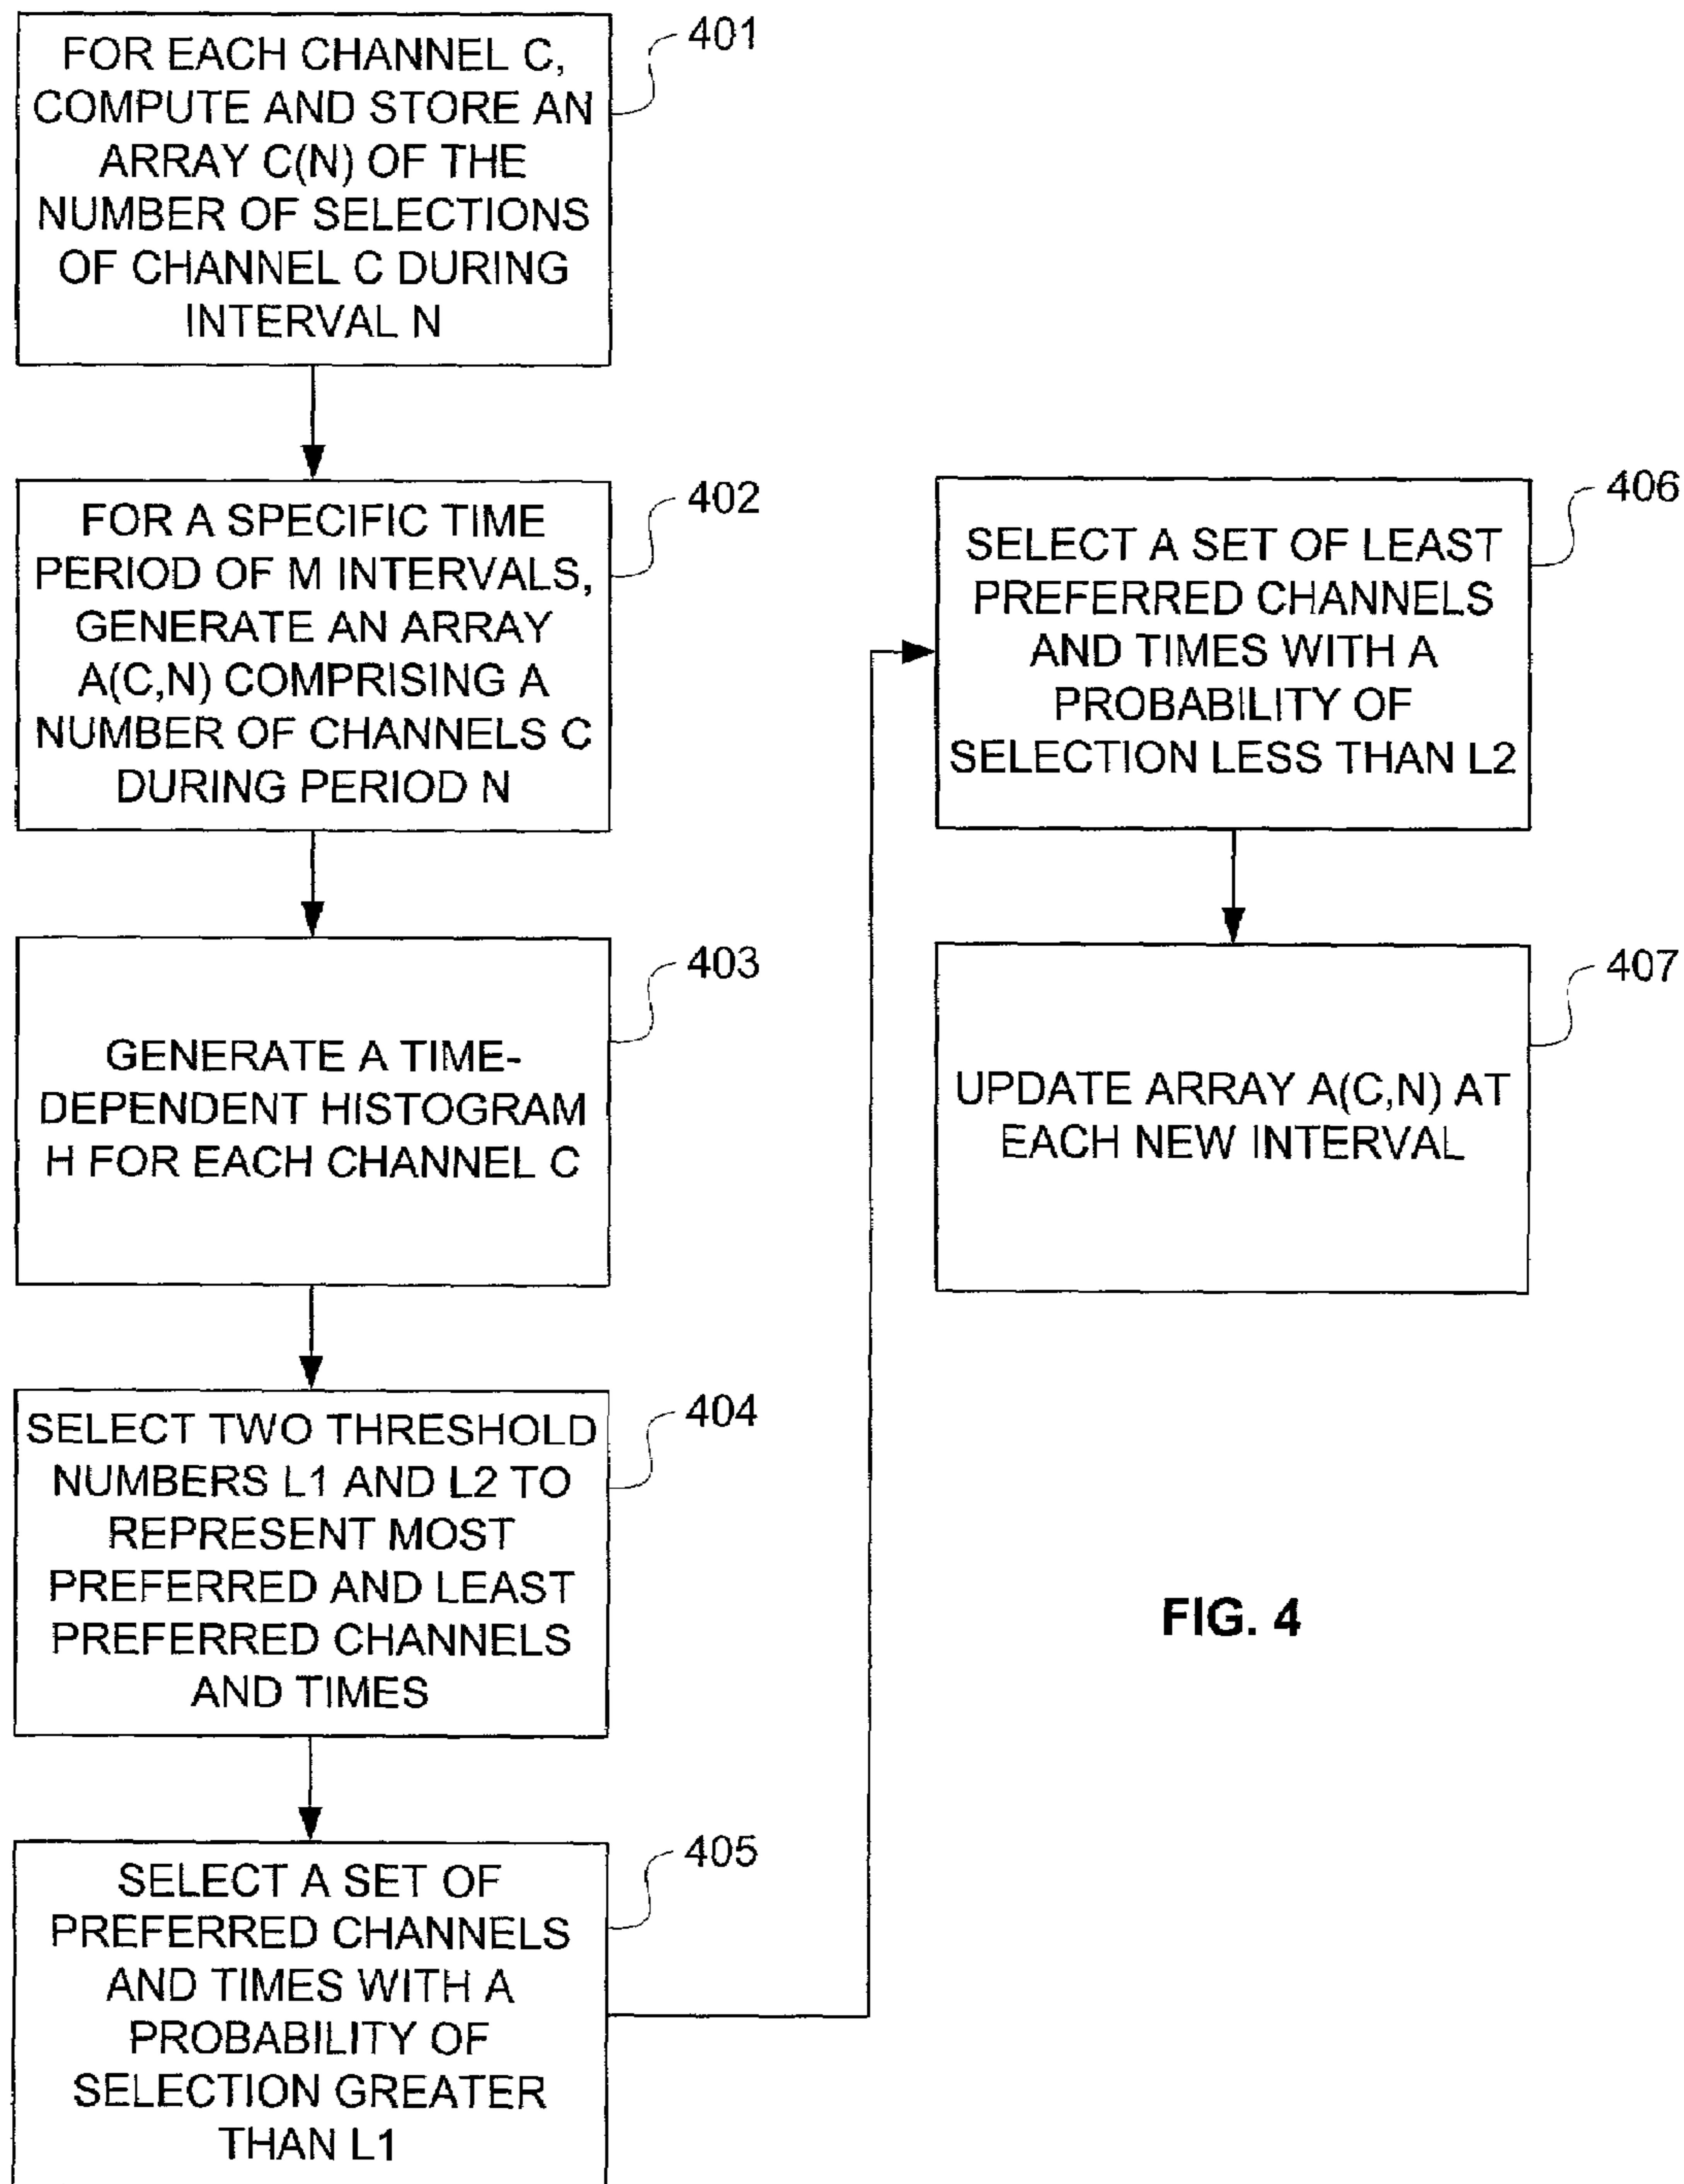 FOR EACH CHANNEL C,
COMPUTE AND STORE AN
ARRAY C(N) OF THE
NUMBER OF SELECTIONS
OF CHANNEL C DURING
INTERVAL N
401
FOR A SPECIFIC TIME
PERIOD OF M INTERVALS,
GENERATE AN ARRAY
A(C,N) COMPRISING A
NUMBER OF CHANNELS C
DURING PERIOD N
402
GENERATE A TIME-
DEPENDENT HISTOGRAM
H FOR EACH CHANNEL C
403
SELECT TWO THRESHOLD
NUMBERS L1 AND L2 TO
REPRESENT MOST
PREFERRED AND LEAST
PREFERRED CHANNELS
AND TIMES
404
SELECT A SET OF
PREFERRED CHANNELS
AND TIMES WITH A
PROBABILITY OF
SELECTION GREATER
THAN L1
405
SELECT A SET OF LEAST
PREFERRED CHANNELS
AND TIMES WITH A
PROBABILITY OF
SELECTION LESS THAN L2
406
UPDATE ARRAY A(C,N) AT
EACH NEW INTERVAL
407
FIG. 4